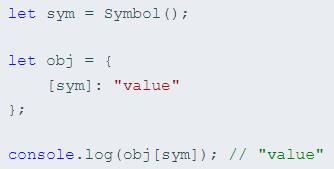 let sym = Symbol();
let obj = {
    [sym]: "value"
};
console.log(obj[sym]); // "value"